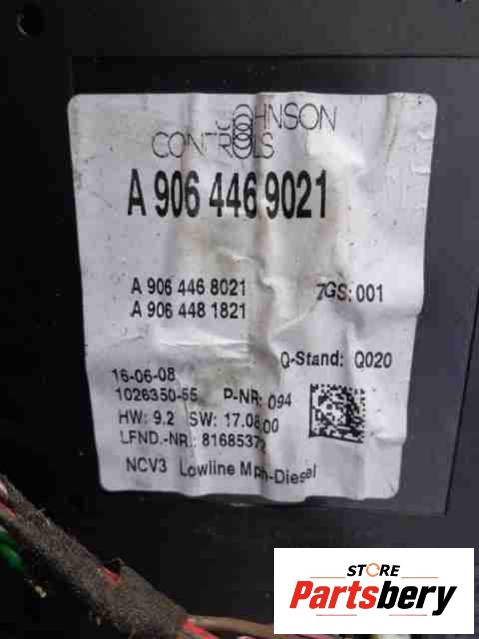 JOHNSON
CONTROLS
A 906 446 9021
A 906 446 8021 7GS: 001
A 906 448 1821
Q-Stand: Q020
16-06-08
1026350-55 P-NR: 094
HW: 9.2 SW: 17.08.00
LFND.-NR.: 81685372
NCV3 Lowline Mph-Diesel
STORE
Partsbery